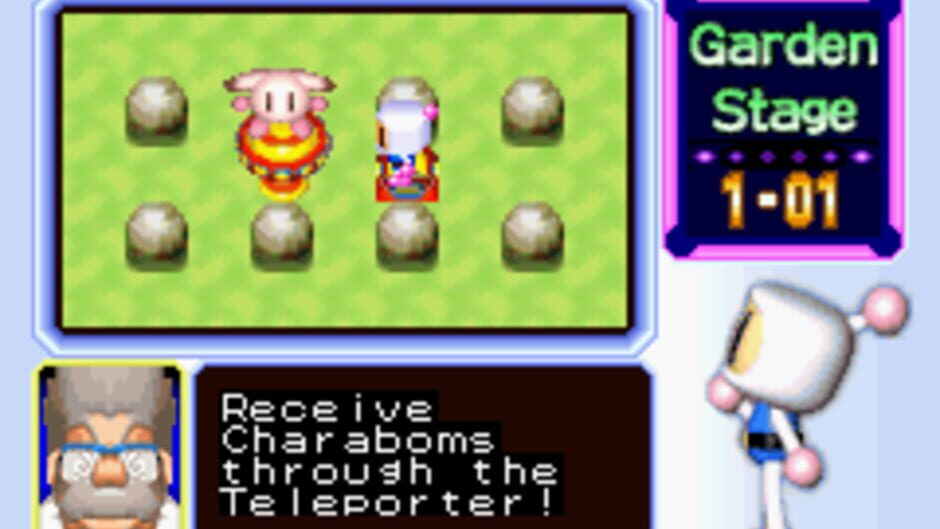 Garden
Stage
1-01
Receive
Charaboms
through the
Teleporter!